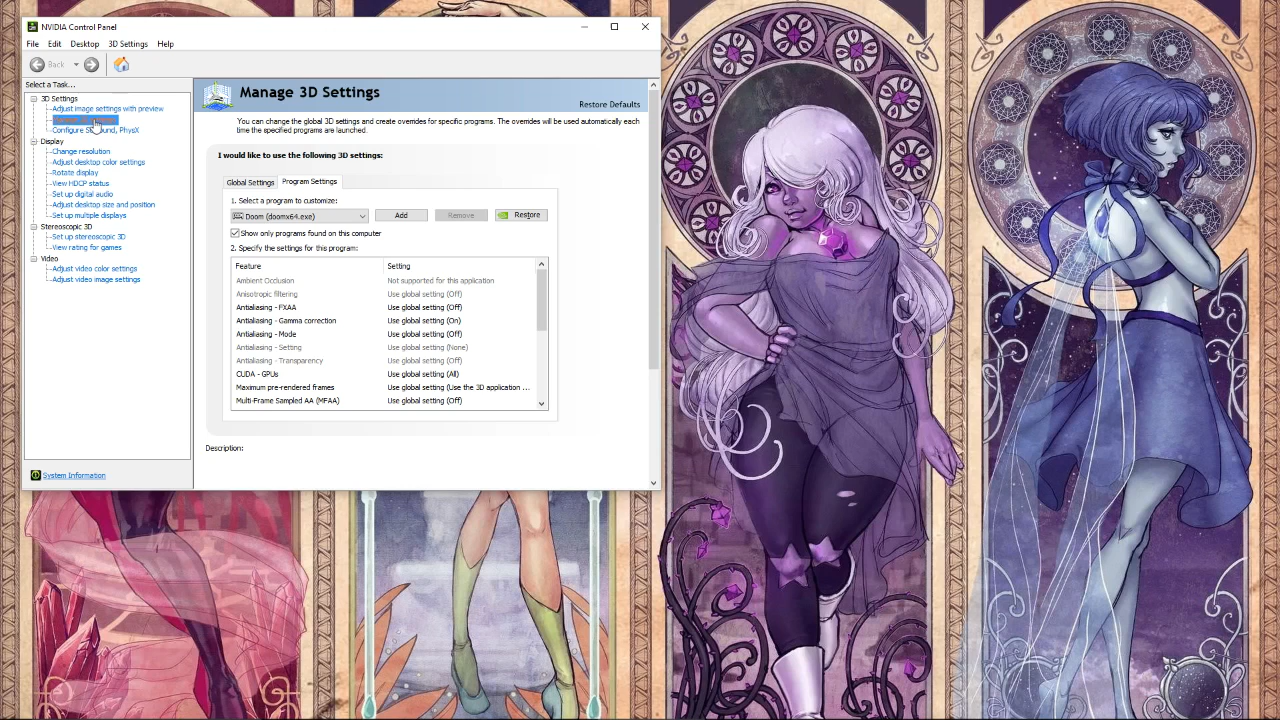 NVIDIA Control Panel
File Edit Desktop 3D Settings Help
Back
Select a Task...
3D Settings
Adjust image settings with preview
Configure Surround, PhysX
Display
Change resolution
Adjust desktop color settings
Rotate display
View HDCP status
Set up digital audio
Adjust desktop size and position
Set up multiple displays
Stereoscopic 3D
Set up stereoscopic 3D
View rating for games
Video
Adjust video color settings
Adjust video image settings
System Information
Manage 3D Settings
Restore Defaults
You can change the global 3D settings and create overrides for specific programs. The overrides will be used automatically each
time the specified programs are launched.
I would like to use the following 3D settings:
Global Settings Program Settings
1. Select a program to customize:
Doom (doomx64.exe) Add Remove Restore
Show only programs found on this computer
2. Specify the settings for this program:
Feature Setting
Ambient Occlusion Not supported for this application
Anisotropic filtering Use global setting (Off)
Antialiasing - FXAA Use global setting (Off)
Antialiasing - Gamma correction Use global setting (On)
Antialiasing - Mode Use global setting (Off)
Antialiasing - Setting Use global setting (None)
Antialiasing - Transparency Use global setting (Off)
CUDA - GPUs Use global setting (All)
Maximum pre-rendered frames Use global setting (Use the 3D application ...
Multi-Frame Sampled AA (MFAA) Use global setting (Off)
Description: